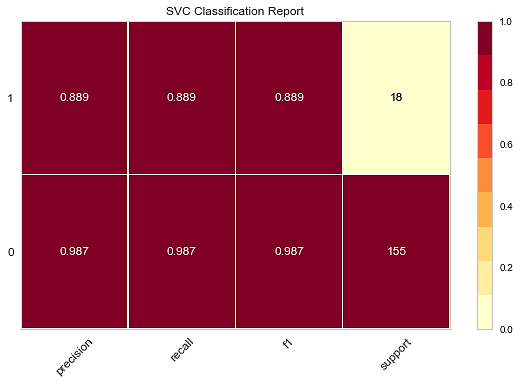 SVC Classification Report
1 0.889 0.889 0.889 18
0 0.987 0.987 0.987 155
precision recall f1 support
1.0
0.8
0.6
0.4
0.2
0.0